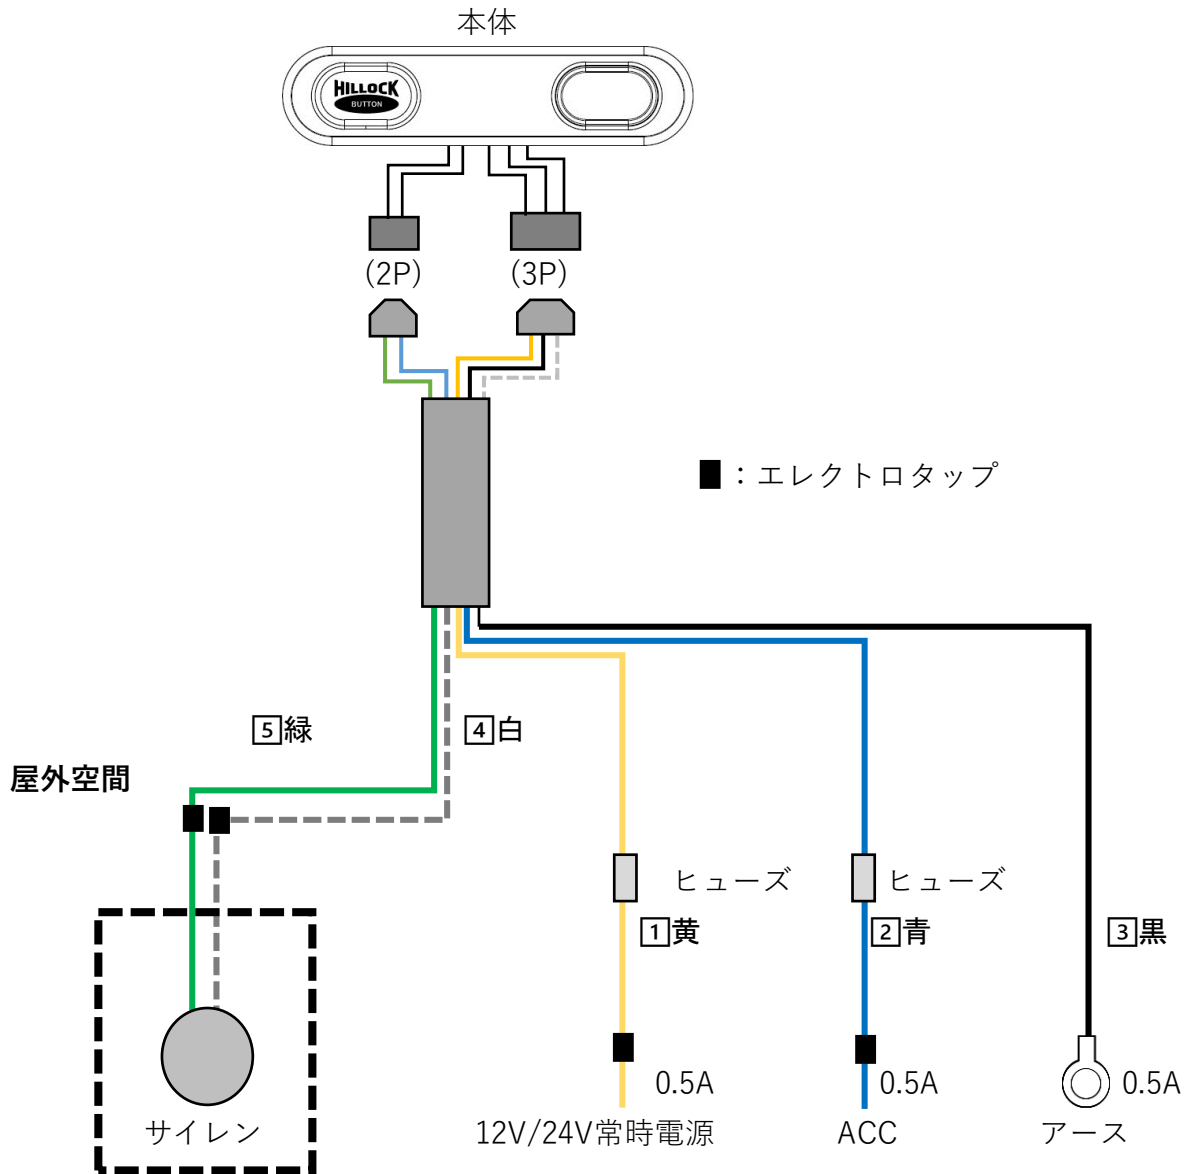 本体
HILLOCK
BUTTON
(2P)
(3P)
■：エレクトロタップ
5緑
4白
屋外空間
ヒューズ
ヒューズ
1黄
2青
3黒
0.5A
0.5A
0.5A
サイレン
12V/24V常時電源
ACC
アース